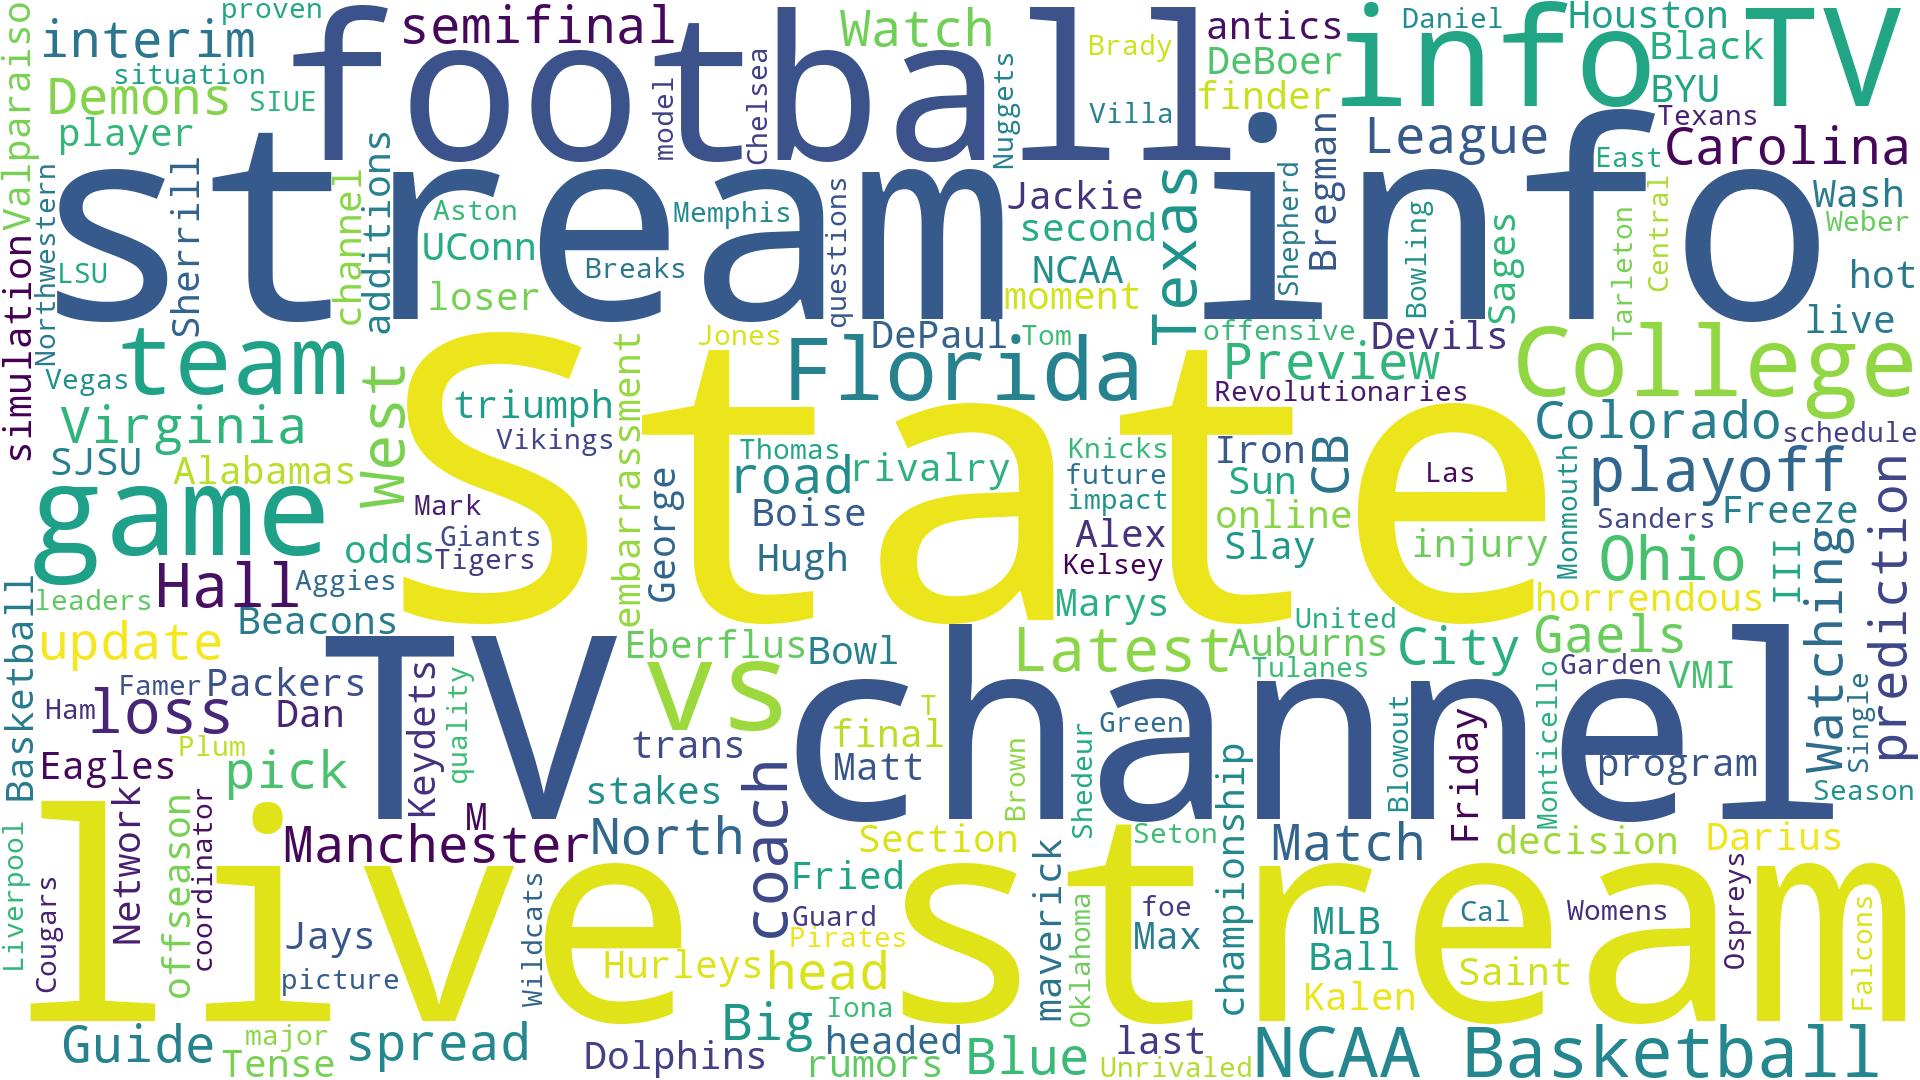 Valparaiso
proven
interim
situation
Demons
SIUE
player
semifinal
football
model
Chelsea
Watch
Nuggets
Brady
Villa
antics
DeBoer
finder
Daniel
Houston
info TV
Black
BYU
Texans
League
Carolina
East
Northwestern
LSU
Sherrill
channel
additions
stream info
Aston
UConn
loser
Memphis
Breaks
questions
Jackie
second
NCAA
moment
Texas
Shepherd
Bregman
Bowling
Sages
Tarleton
Central
Wash
Weber
hot
live
simulation
team
Vegas
Virginia
SJSU
Alabamas
West
State
triumph
Vikings
embarrassment
Jones
DePaul
Tom
Florida
offensive
Devils
Preview
Revolutionaries
College
Colorado
schedule
game
Mark
Giants
Tigers
odds
George
Thomas
road
rivalry
Boise
Hugh
Knicks
future
impact
Alex
Kelsey
Marys
Iron
CB
Sun
online
Slay
Las
injury
Monmouth
playoff
Sanders
Freeze
Ohio
III
Watching
prediction
Basketball
leaders
Hall
Aggies
Beacons
update
horrendous
United
Auburns
Tulanes
City
Gaels
Garden
VMI
Eberflus
Bowl
Latest
TV channel
vs
Famer
Packers
Ham
loss
Dan
Plum
Eagles
pick
Keydets
quality
trans
final
T
Matt
Green
Brown
Shedeur
stakes
coach
championship
Blowout
Friday
Monticello
program
Single
Season
Liverpool
Cougars
Network
offseason
coordinator
live stream
Manchester
M
North
Section
Seton
Match
decision
Darius
Jays
picture
Wildcats
Fried
Guard
Pirates
Hurleys
head
maverick
Oklahoma
foe
Max
MLB
Ball
Kalen
Cal
Saint
Womens
Ospreys
Falcons
Guide
major
Tense
spread
Dolphins
Big
Iona
headed
rumors
Blue
last
Unrivaled
NCAA Basketball